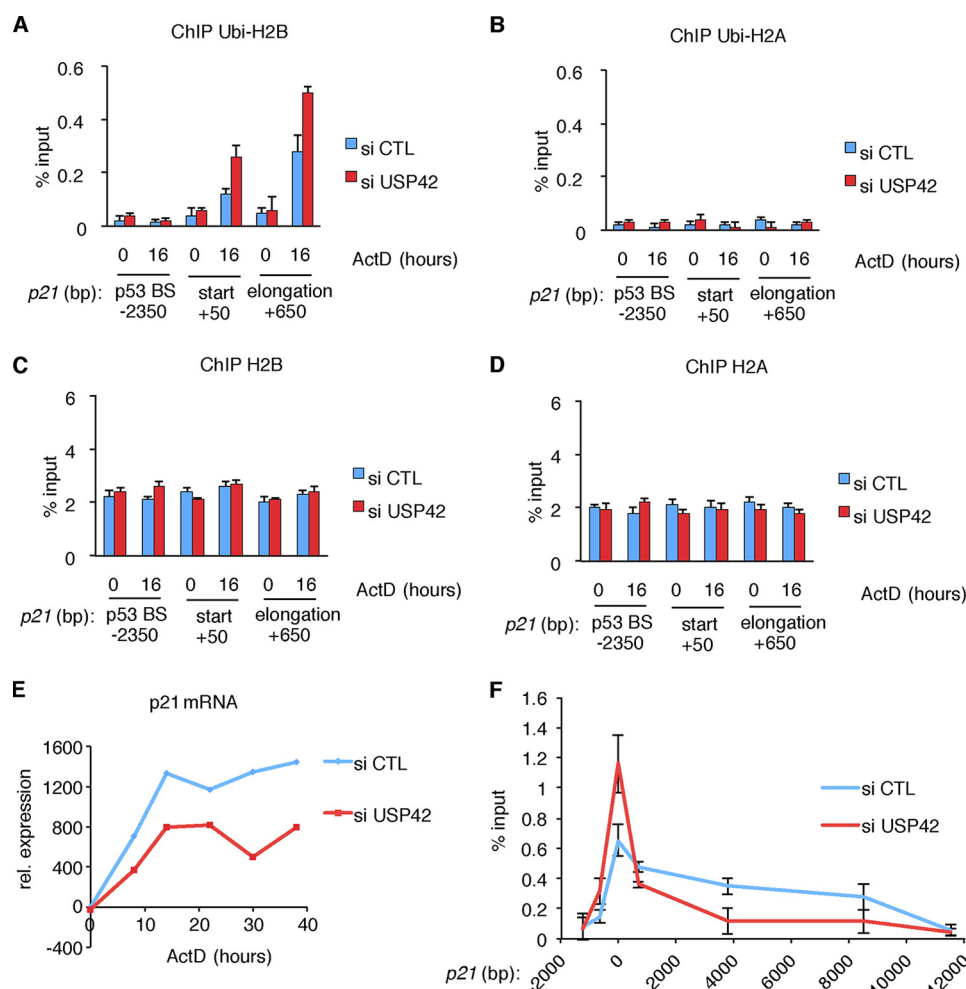 A
ChIP Ubi-H2B
0.6
0.4
0.2
0
% input
si CTL
si USP42
0 16 0 16 0 16 ActD (hours)
p21 (bp): p53 BS start elongation
-2350 +50 +650
B
ChIP Ubi-H2A
0.6
0.4
0.2
0
% input
si CTL
si USP42
0 16 0 16 0 16 ActD (hours)
p21 (bp): p53 BS start elongation
-2350 +50 +650
C
ChIP H2B
6
4
2
0
% input
si CTL
si USP42
0 16 0 16 0 16 ActD (hours)
p21 (bp): p53 BS start elongation
-2350 +50 +650
D
ChIP H2A
6
4
2
0
% input
si CTL
si USP42
0 16 0 16 0 16 ActD (hours)
p21 (bp): p53 BS start elongation
-2350 +50 +650
E
p21 mRNA
1600
1200
800
400
0
-400
rel. expression
si CTL
si USP42
0 10 20 30 40
ActD (hours)
F
1.6
1.4
1.2
1
0.8
0.6
0.4
0.2
0
% input
si CTL
si USP42
p21 (bp): -2000 0 2000 4000 6000 8000 10000 12000